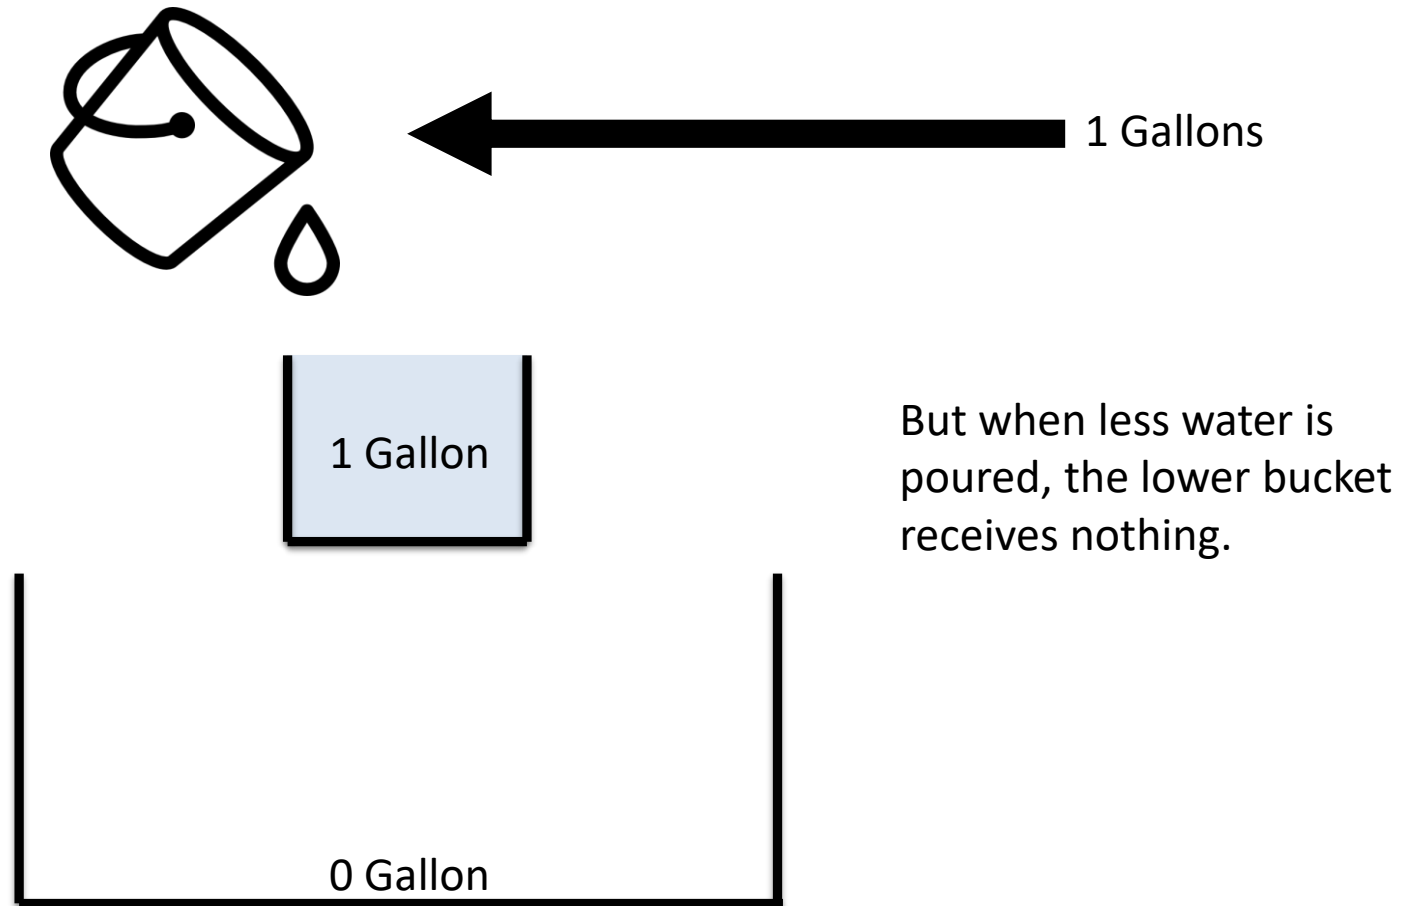 1 Gallons
1 Gallon
But when less water is
poured, the lower bucket
receives nothing.
0 Gallon